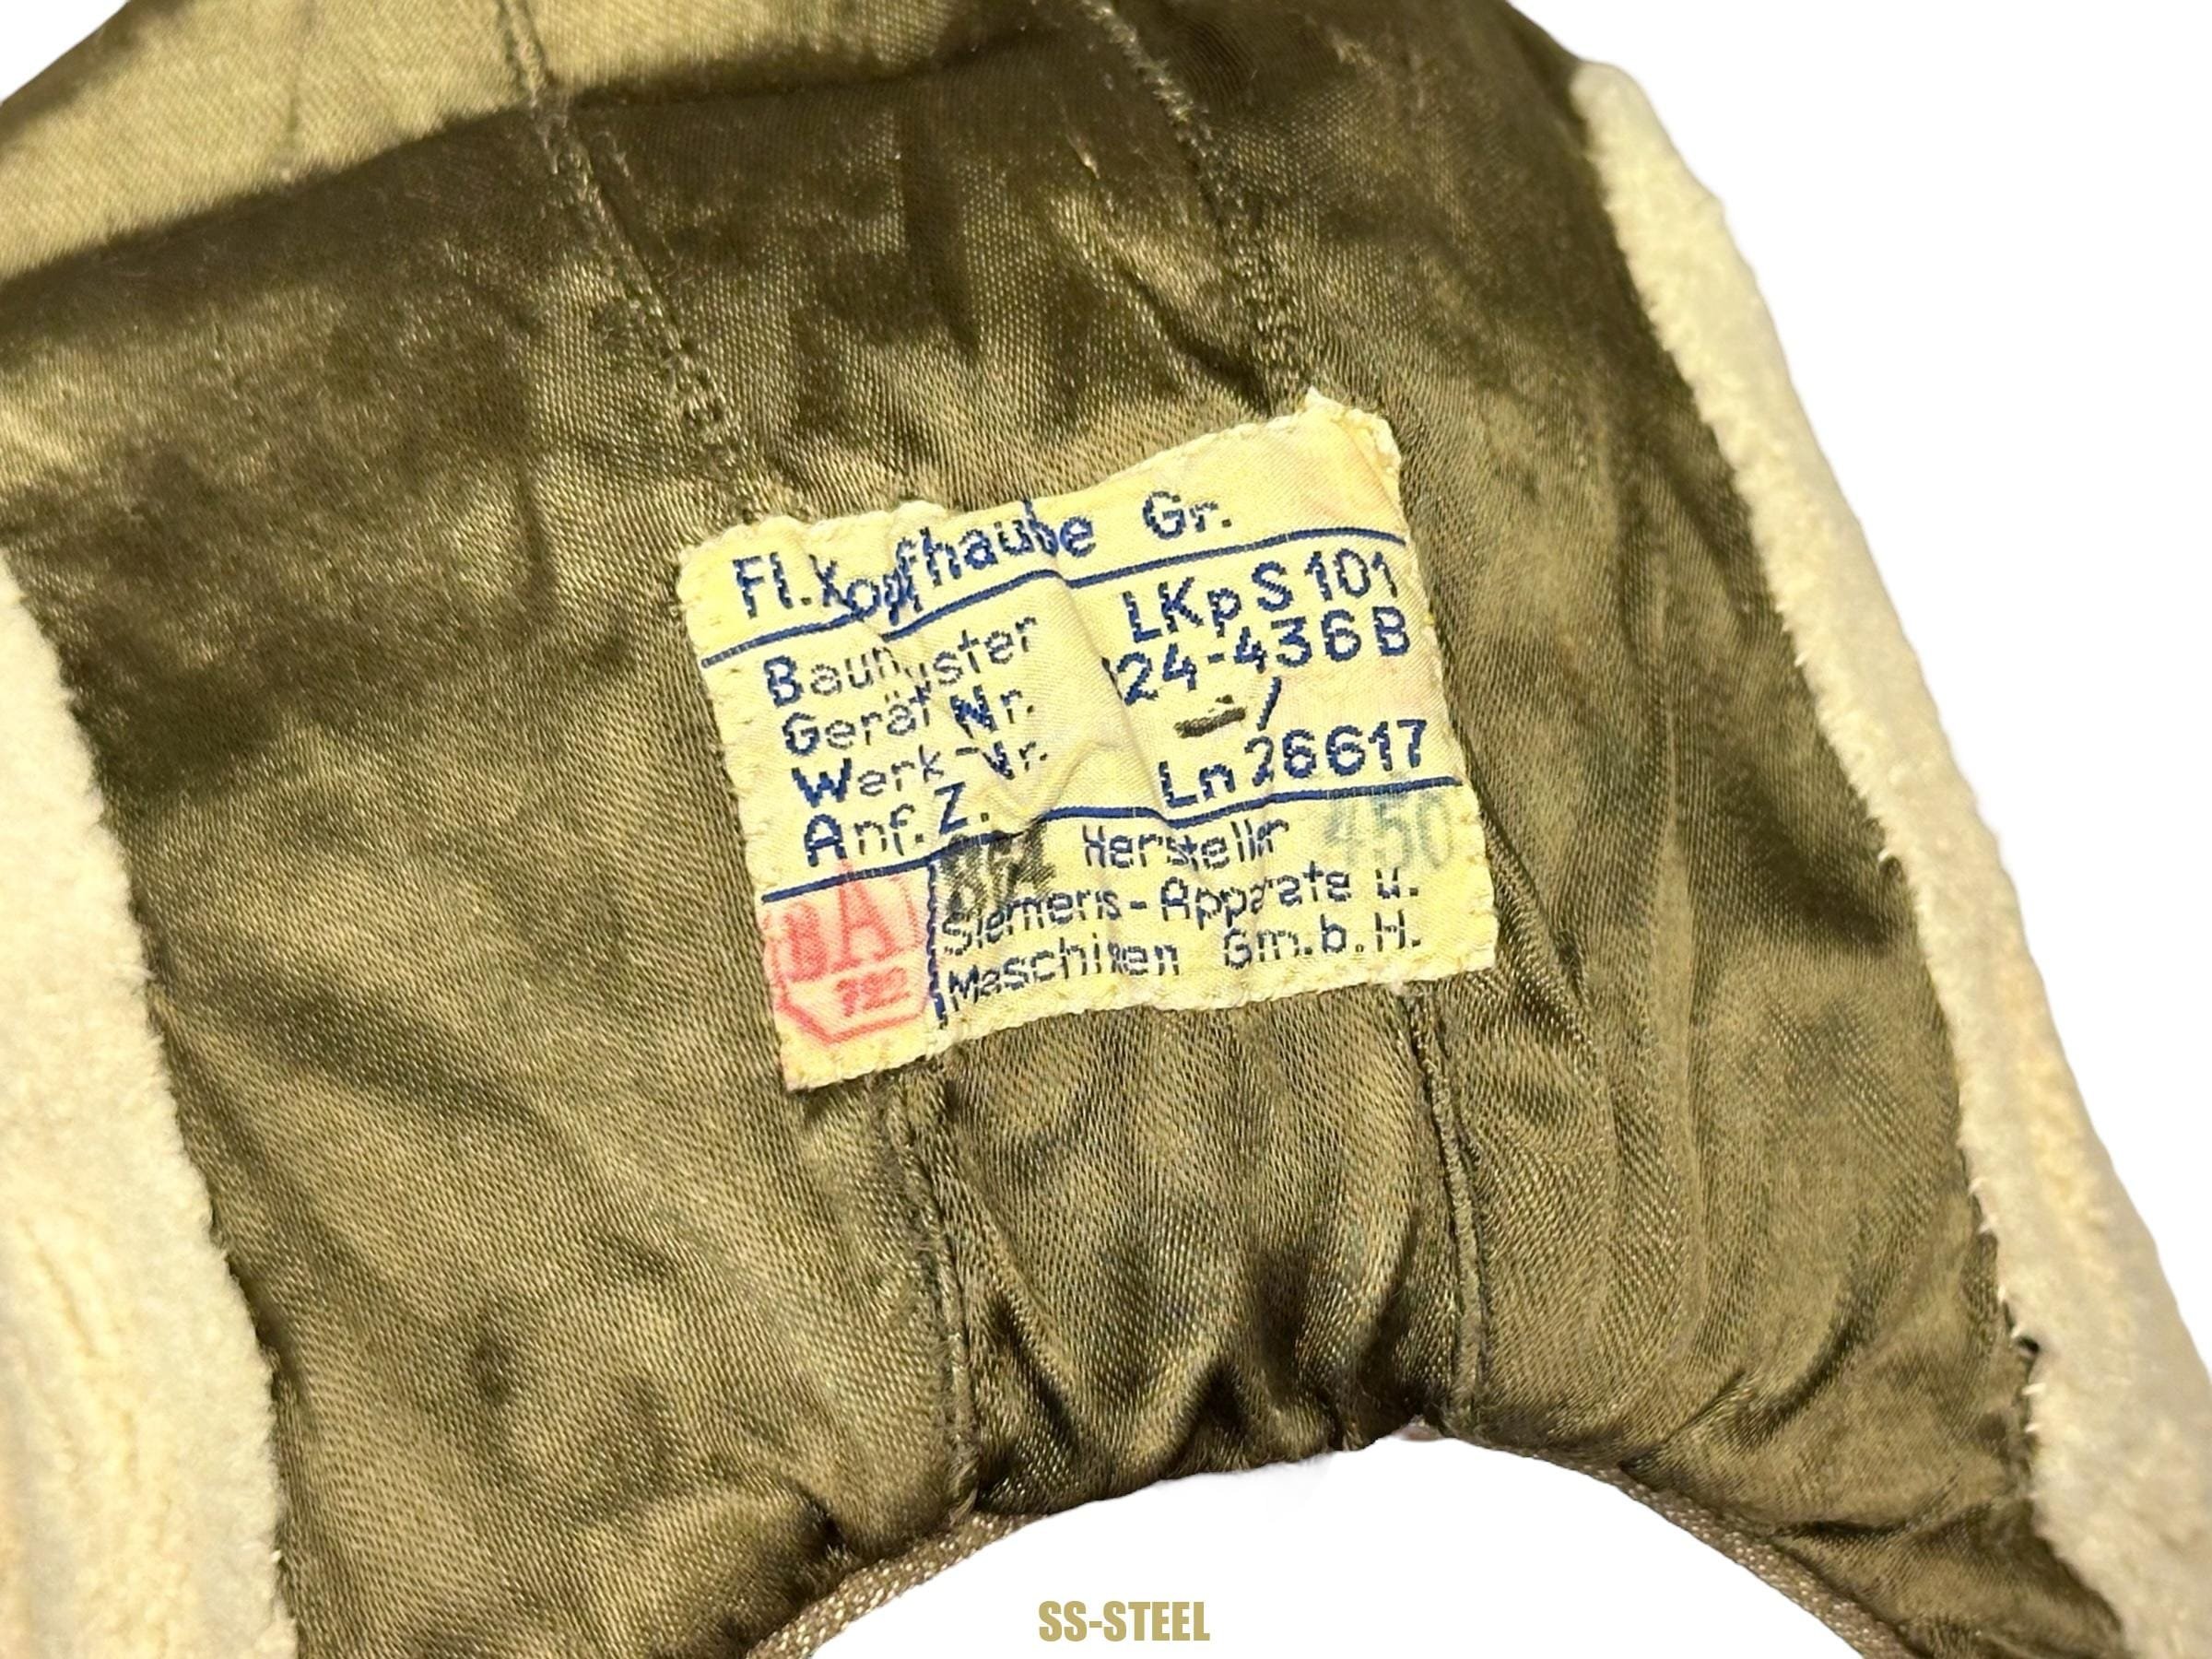 Fl. Kopfhaube Gr.
Baumuster LKp S 101
Gerät Nr. 124-436 B
Werk-Nr. - /
Anf. Z. Ln 26617
BA
722
Hersteller 450
Siemens-Apparate u.
Maschinen Gm.b.H.
SS-STEEL